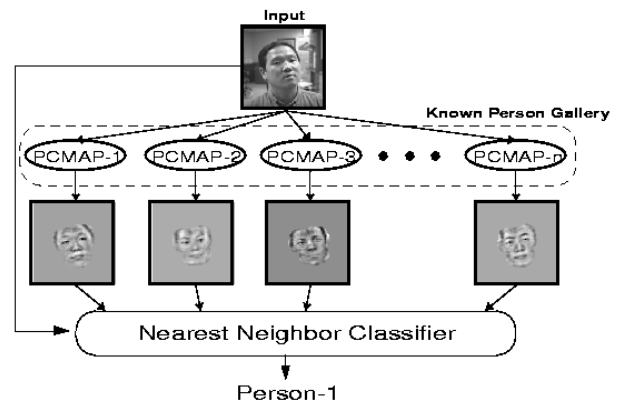 Input
Known Person Gallery
PCMAP-1 PCMAP-2 PCMAP-3 PCMAP-n
Nearest Neighbor Classifier
Person-1